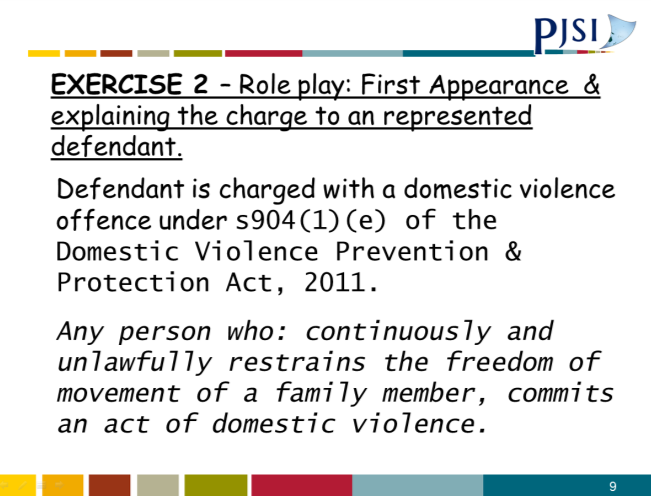 PJSI
EXERCISE 2 – Role play: First Appearance &
explaining the charge to an represented
defendant.
Defendant is charged with a domestic violence
offence under s904(1)(e) of the
Domestic Violence Prevention &
Protection Act, 2011.
Any person who: continuously and
unlawfully restrains the freedom of
movement of a family member, commits
an act of domestic violence.
9